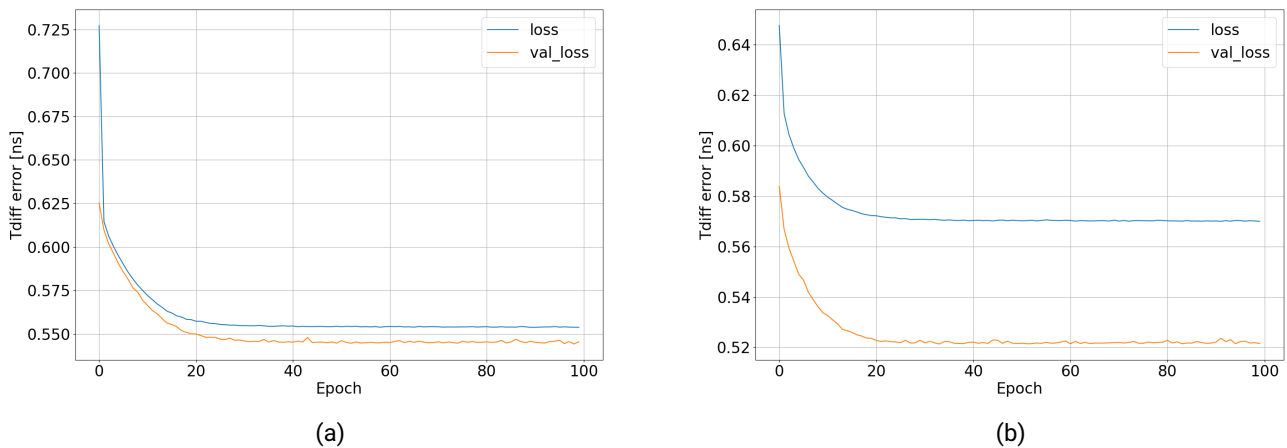 loss
val_loss
0.725
0.700
0.675
0.650
0.625
0.600
0.575
0.550
Tdiff error [ns]
0 20 40 60 80 100
Epoch
(a)
loss
val_loss
0.64
0.62
0.60
0.58
0.56
0.54
0.52
Tdiff error [ns]
0 20 40 60 80 100
Epoch
(b)